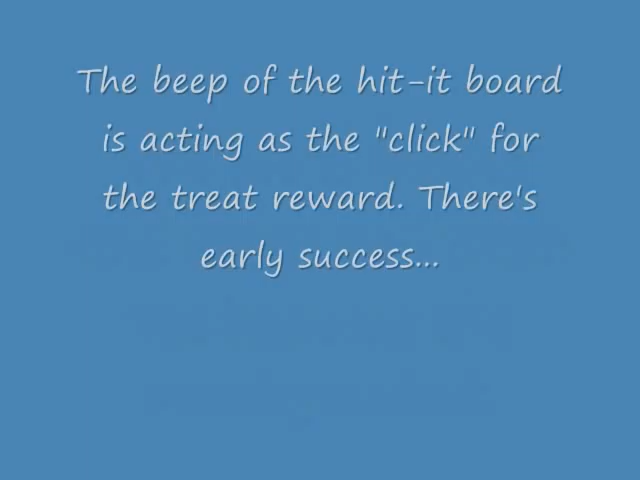 The beep of the hit-it board
is acting as the "click" for
the treat reward. There's
early success...